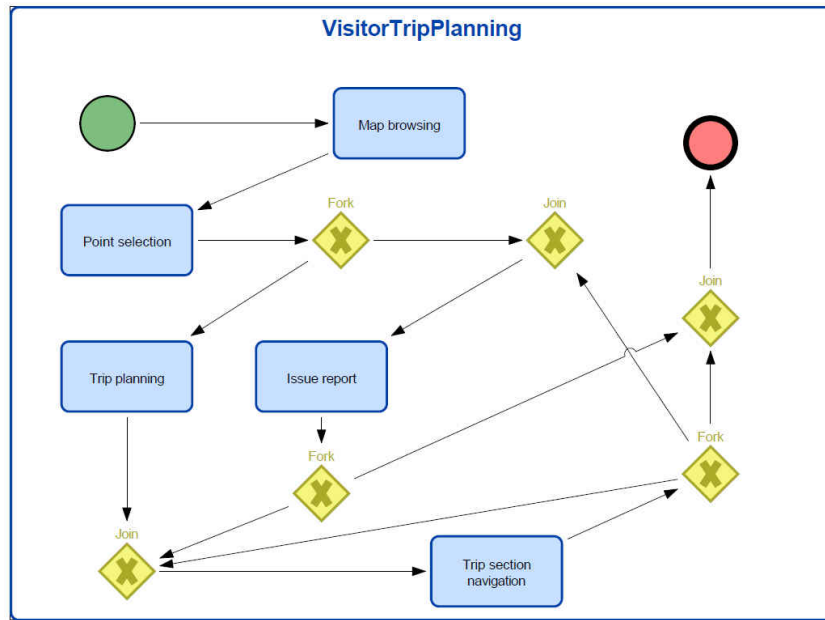 VisitorTripPlanning
Map browsing
Fork
Join
Point selection
Join
Trip planning
Issue report
Fork
Fork
Join
Trip section
navigation